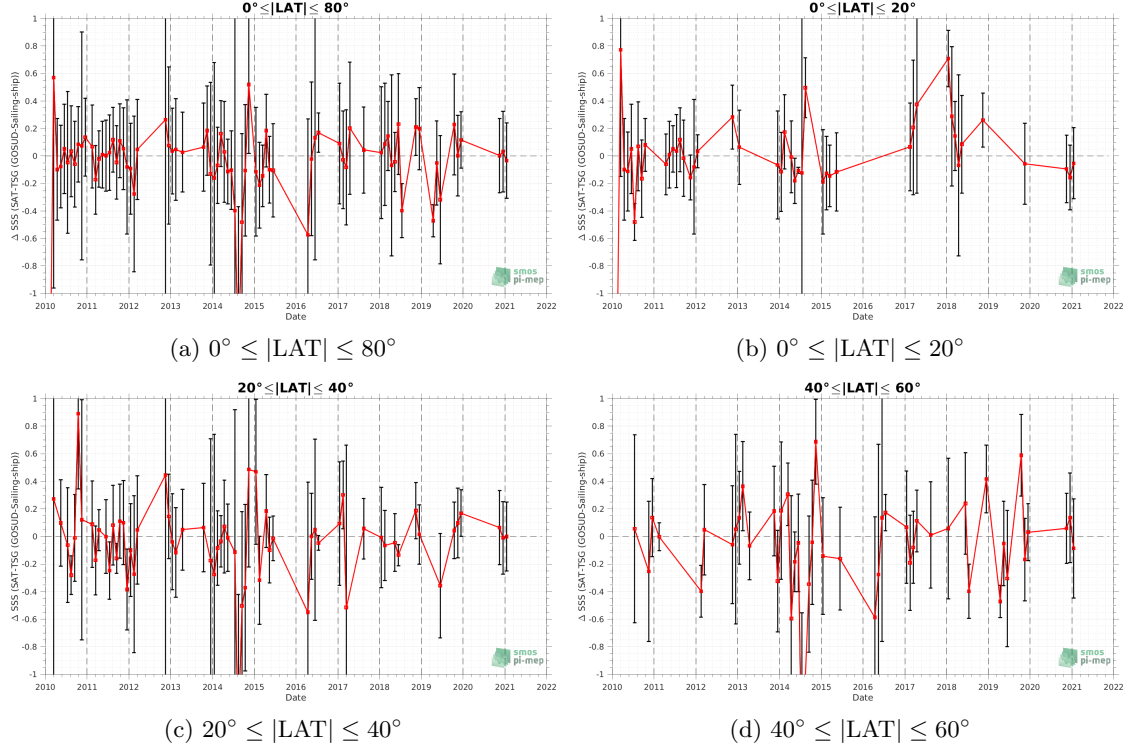 0°≤|LAT|≤ 80°
1
0.8
0.6
0.4
0.2
0
-0.2
-0.4
-0.6
-0.8
-1
Δ SSS (SAT-TSG (GOSUD-Sailing-ship))
2010 2011 2012 2013 2014 2015 2016 2017 2018 2019 2020 2021 2022
Date
smos
pi-mep
(a) 0° ≤ |LAT| ≤ 80°
0°≤|LAT|≤ 20°
1
0.8
0.6
0.4
0.2
0
-0.2
-0.4
-0.6
-0.8
-1
Δ SSS (SAT-TSG (GOSUD-Sailing-ship))
2010 2011 2012 2013 2014 2015 2016 2017 2018 2019 2020 2021 2022
Date
smos
pi-mep
(b) 0° ≤ |LAT| ≤ 20°
20°≤|LAT|≤ 40°
1
0.8
0.6
0.4
0.2
0
-0.2
-0.4
-0.6
-0.8
-1
Δ SSS (SAT-TSG (GOSUD-Sailing-ship))
2010 2011 2012 2013 2014 2015 2016 2017 2018 2019 2020 2021 2022
Date
smos
pi-mep
(c) 20° ≤ |LAT| ≤ 40°
40°≤|LAT|≤ 60°
1
0.8
0.6
0.4
0.2
0
-0.2
-0.4
-0.6
-0.8
-1
Δ SSS (SAT-TSG (GOSUD-Sailing-ship))
2010 2011 2012 2013 2014 2015 2016 2017 2018 2019 2020 2021 2022
Date
smos
pi-mep
(d) 40° ≤ |LAT| ≤ 60°